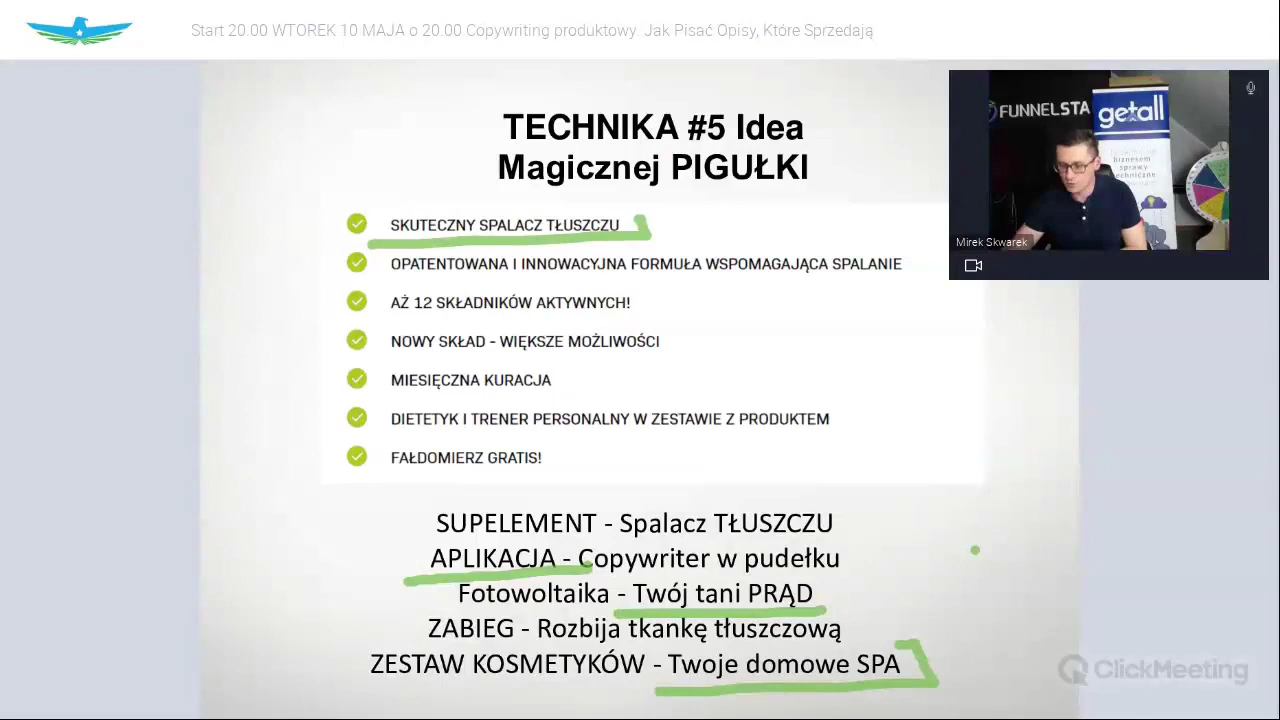 Start 20.00 WTOREK 10 MAJA o 20.00 Copywriting produktowy. Jak Pisać Opisy, Które Sprzedają
TECHNIKA #5 Idea
Magicznej PIGUŁKI
SKUTECZNY SPALACZ TŁUSZCZU
OPATENTOWANA I INNOWACYJNA FORMUŁA WSPOMAGAJĄCA SPALANIE
AŻ 12 SKŁADNIKÓW AKTYWNYCH!
NOWY SKŁAD - WIĘKSZE MOŻLIWOŚCI
MIESIĘCZNA KURACJA
DIETETYK I TRENER PERSONALNY W ZESTAWIE Z PRODUKTEM
FAŁDOMIERZ GRATIS!
SUPELEMENT - Spalacz TŁUSZCZU
APLIKACJA - Copywriter w pudełku
Fotowoltaika - Twój tani PRĄD
ZABIEG - Rozbija tkankę tłuszczową
ZESTAW KOSMETYKÓW - Twoje domowe SPA
FUNNELSTA
getall
biznesem
sprawy
techniczne
Mirek Skwarek
ClickMeeting